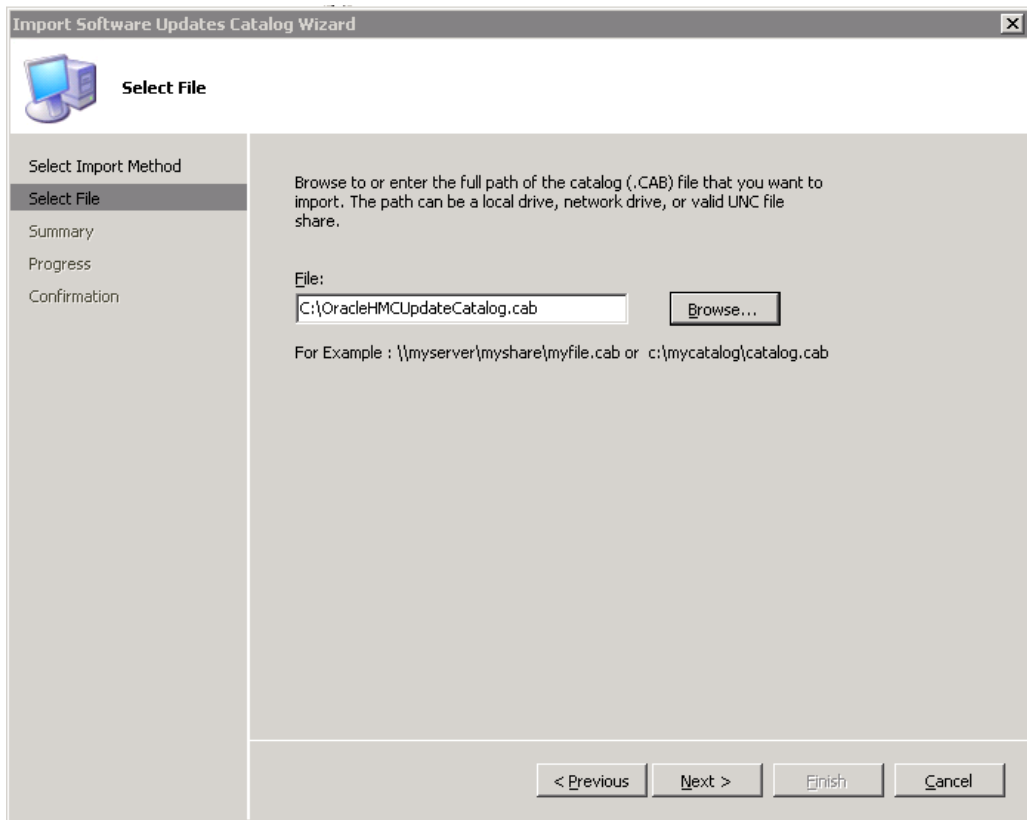 Import Software Updates Catalog Wizard
Select File
Select Import Method
Select File
Summary
Progress
Confirmation
Browse to or enter the full path of the catalog (.CAB) file that you want to
import. The path can be a local drive, network drive, or valid UNC file
share.
File:
C:\OracleHMCUpdateCatalog.cab
Browse...
For Example : \\myserver\myshare\myfile.cab or c:\mycatalog\catalog.cab
< Previous
Next >
Finish
Cancel